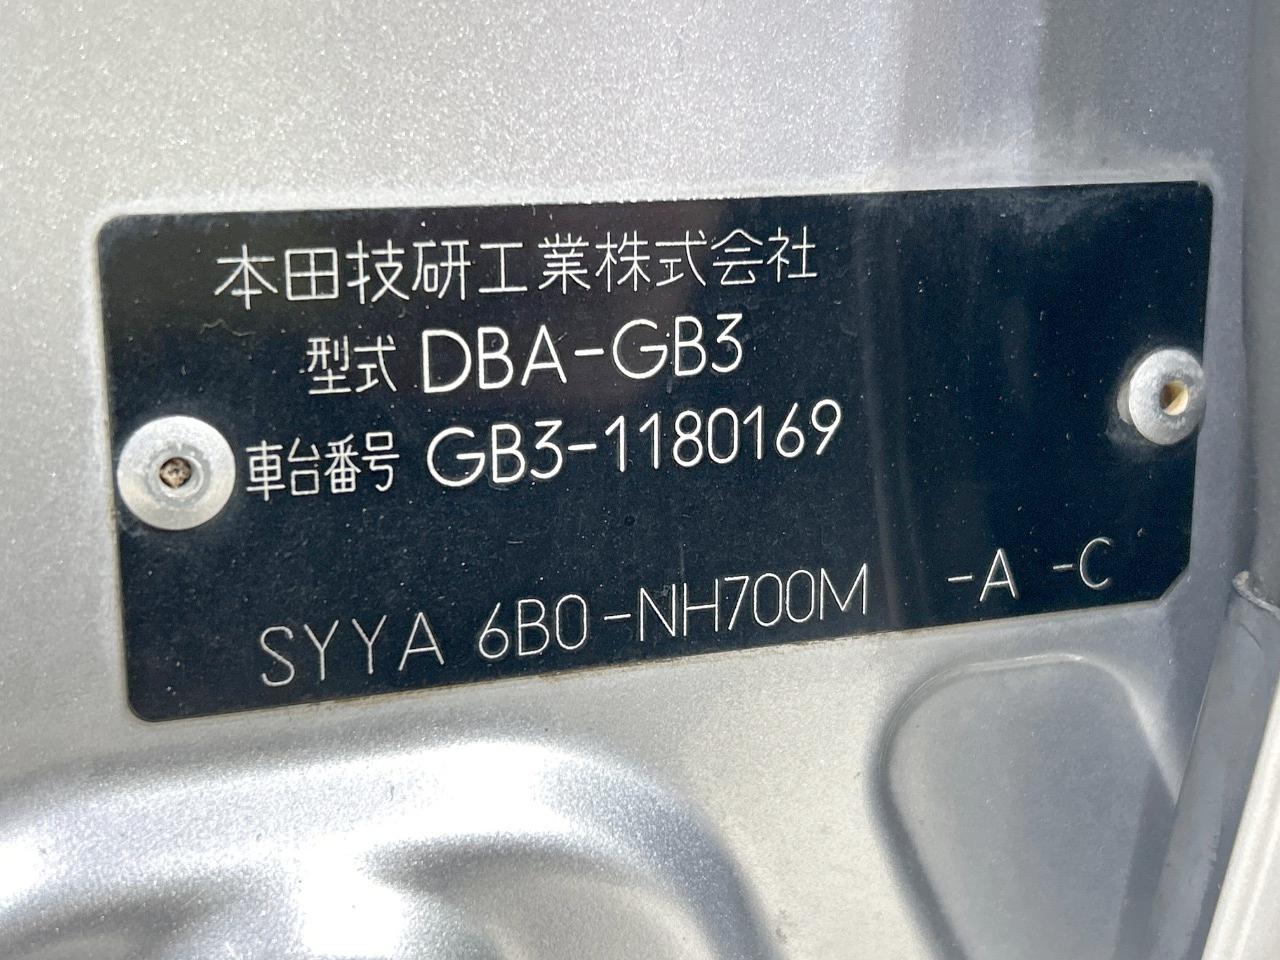 本田技研工業株式会社
型式 DBA-GB3
車台番号 GB3-1180169
SYYA 6B0-NH700M -A -C